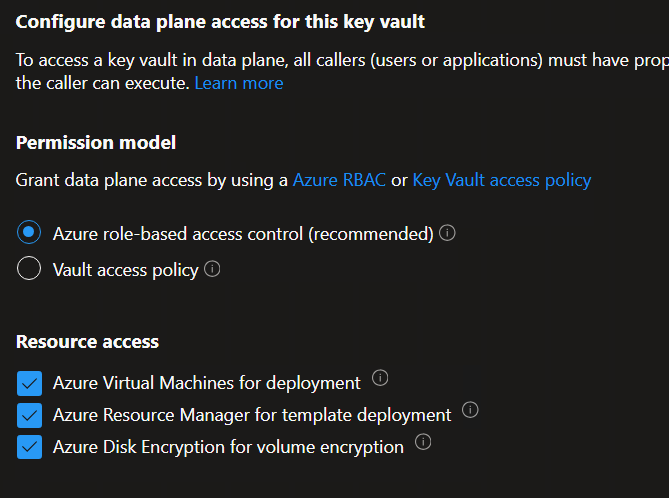 Configure data plane access for this key vault
To access a key vault in data plane, all callers (users or applications) must have
the caller can execute. Learn more
Permission model
Grant data plane access by using a Azure RBAC or Key Vault access policy
Azure role-based access control (recommended)
Vault access policy
Resource access
Azure Virtual Machines for deployment
Azure Resource Manager for template deployment
Azure Disk Encryption for volume encryption